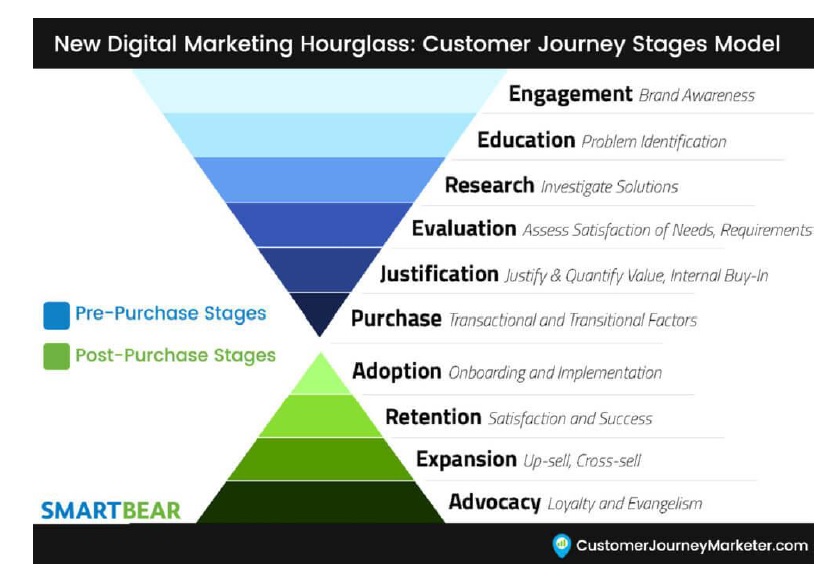 New Digital Marketing Hourglass: Customer Journey Stages Model
Engagement Brand Awareness
Education Problem Identification
Research Investigate Solutions
Evaluation Assess Satisfaction of Needs, Requirements
Justification Justify & Quantify Value, Internal Buy-In
Pre-Purchase Stages
Purchase Transactional and Transitional Factors
Post-Purchase Stages
Adoption Onboarding and Implementation
Retention Satisfaction and Success
Expansion Up-sell, Cross-sell
Advocacy Loyalty and Evangelism
SMARTBEAR
CustomerJourneyMarketer.com